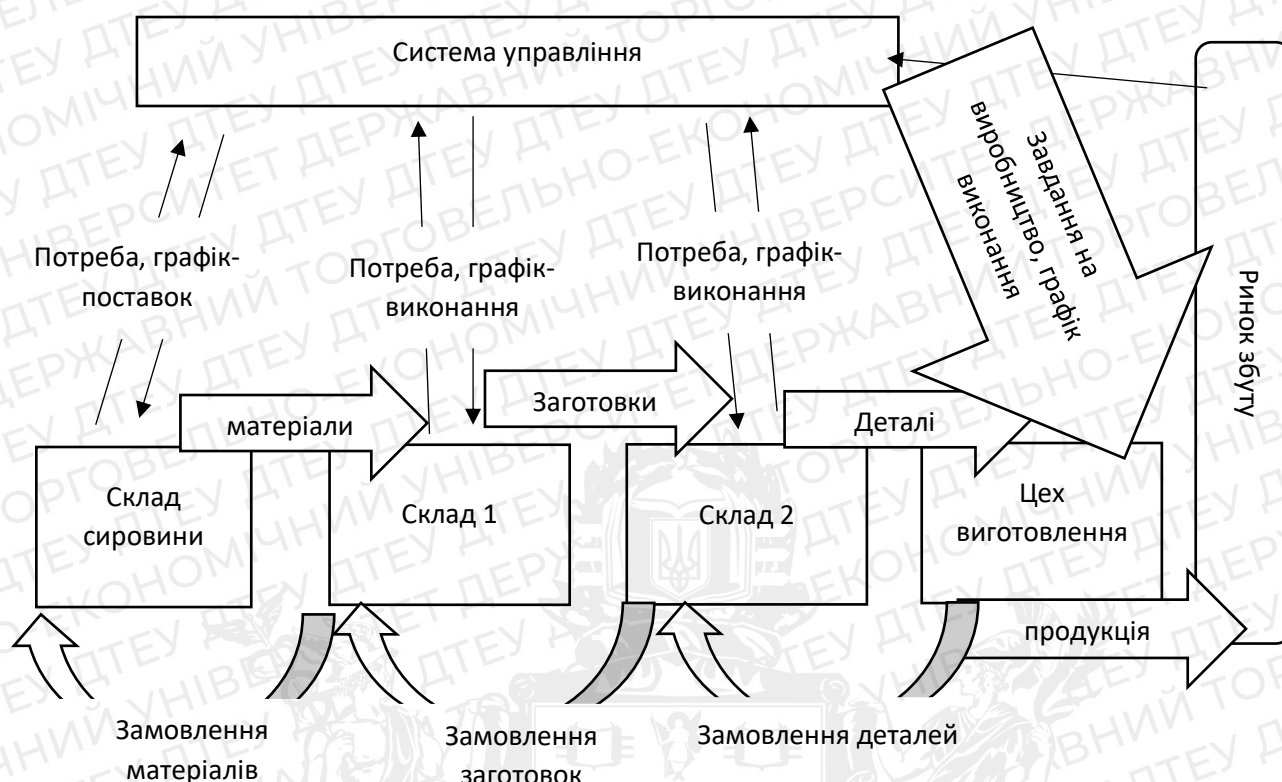 Система управління
Завдання на
виробництво, графік
виконання
Ринок збуту
Потреба, графік-
поставок
Потреба, графік-
виконання
Потреба, графік-
виконання
матеріали
Заготовки
Деталі
Склад
сировини
Склад 1
Склад 2
Цех
виготовлення
продукція
Замовлення
матеріалів
Замовлення
заготовок
Замовлення деталей